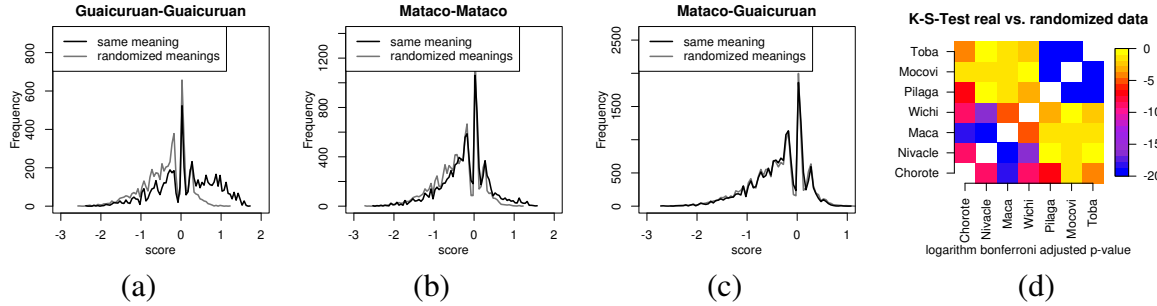 Guaicuruan-Guaicuruan
same meaning
randomized meanings
Frequency
0 200 400 600 800
-3 -2 -1 0 1 2
score
(a)
Mataco-Mataco
same meaning
randomized meanings
Frequency
0 200 400 600 800 1000 1400
-3 -2 -1 0 1 2
score
(b)
Mataco-Guaicuruan
same meaning
randomized meanings
Frequency
0 500 1500 2500
-3 -2 -1 0 1
score
(c)
K-S-Test real vs. randomized data
Toba
Mocovi
Pilaga
Wichi
Maca
Nivacle
Chorote
Chorote Nivacle Maca Wichi Pilaga Mocovi Toba
0
-5
-10
-15
-20
logarithm bonferroni adjusted p-value
(d)